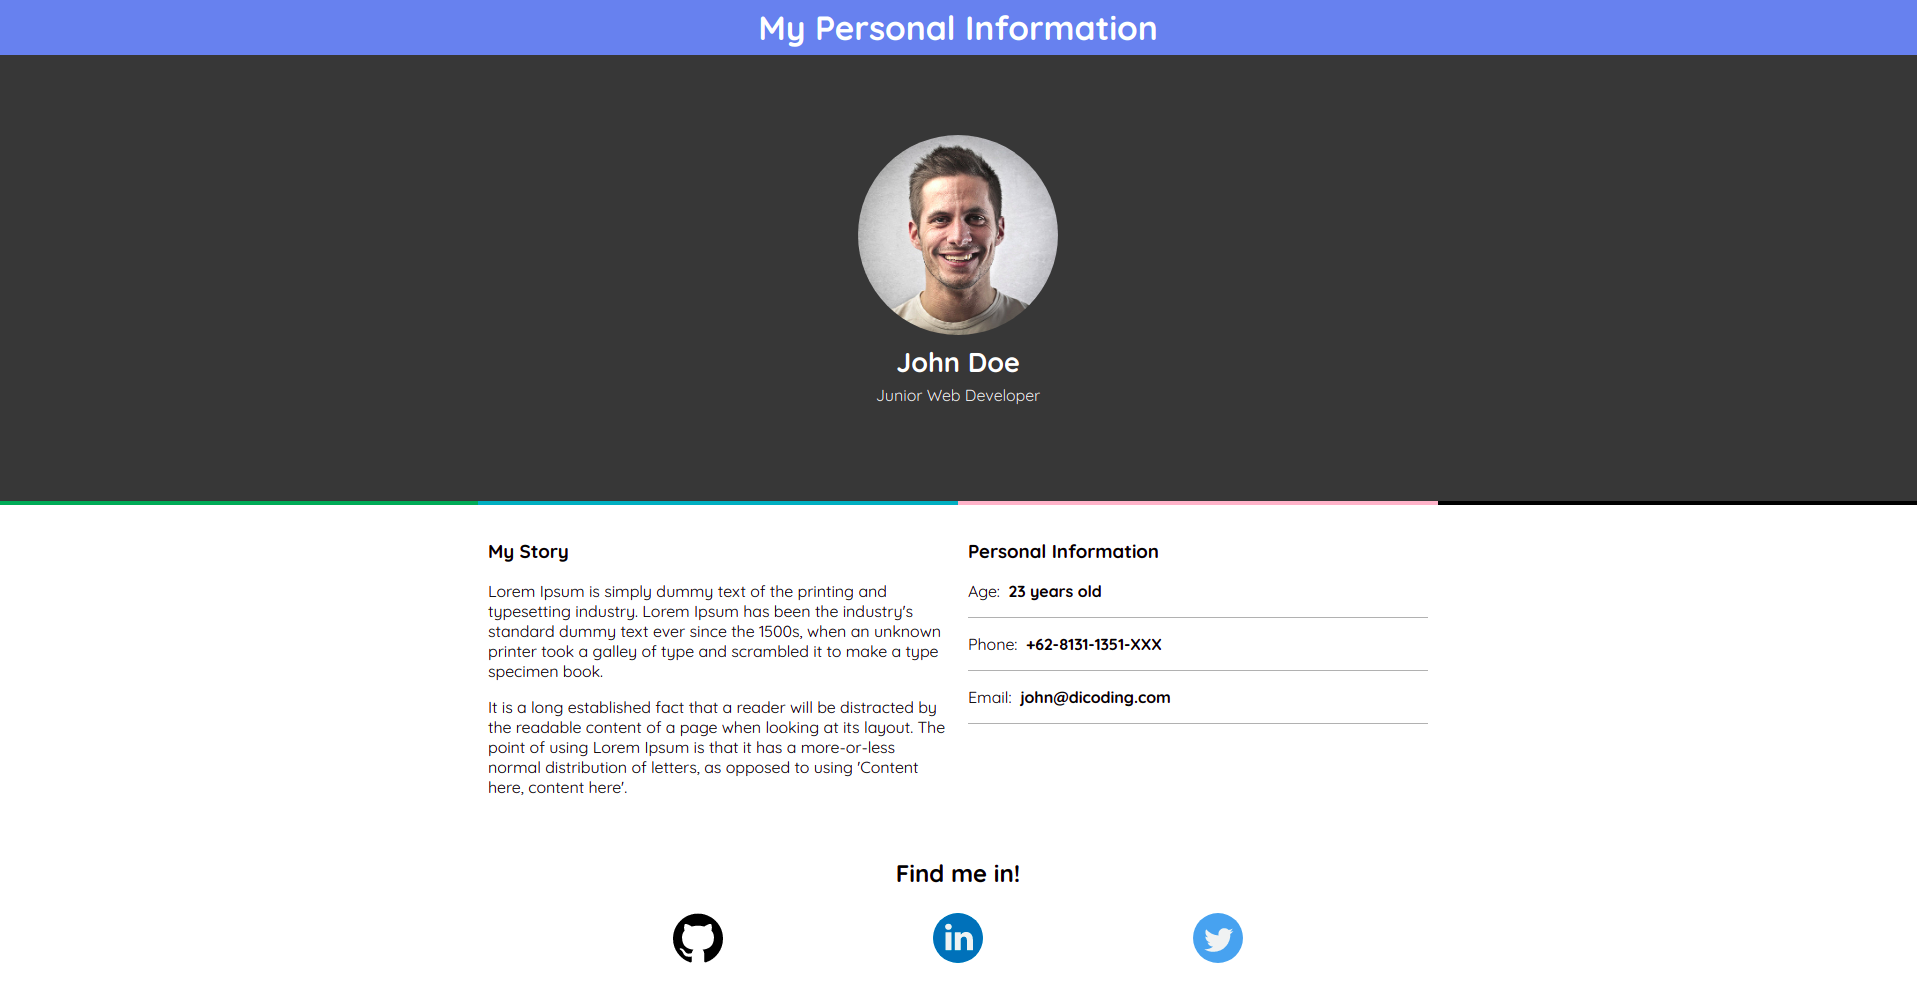 My Personal Information
John Doe
Junior Web Developer
My Story
Lorem Ipsum is simply dummy text of the printing and
typesetting industry. Lorem Ipsum has been the industry's
standard dummy text ever since the 1500s, when an unknown
printer took a galley of type and scrambled it to make a type
specimen book.
It is a long established fact that a reader will be distracted by
the readable content of a page when looking at its layout. The
point of using Lorem Ipsum is that it has a more-or-less
normal distribution of letters, as opposed to using 'Content
here, content here'.
Personal Information
Age: 23 years old
Phone: +62-8131-1351-XXX
Email: john@dicoding.com
Find me in!
in